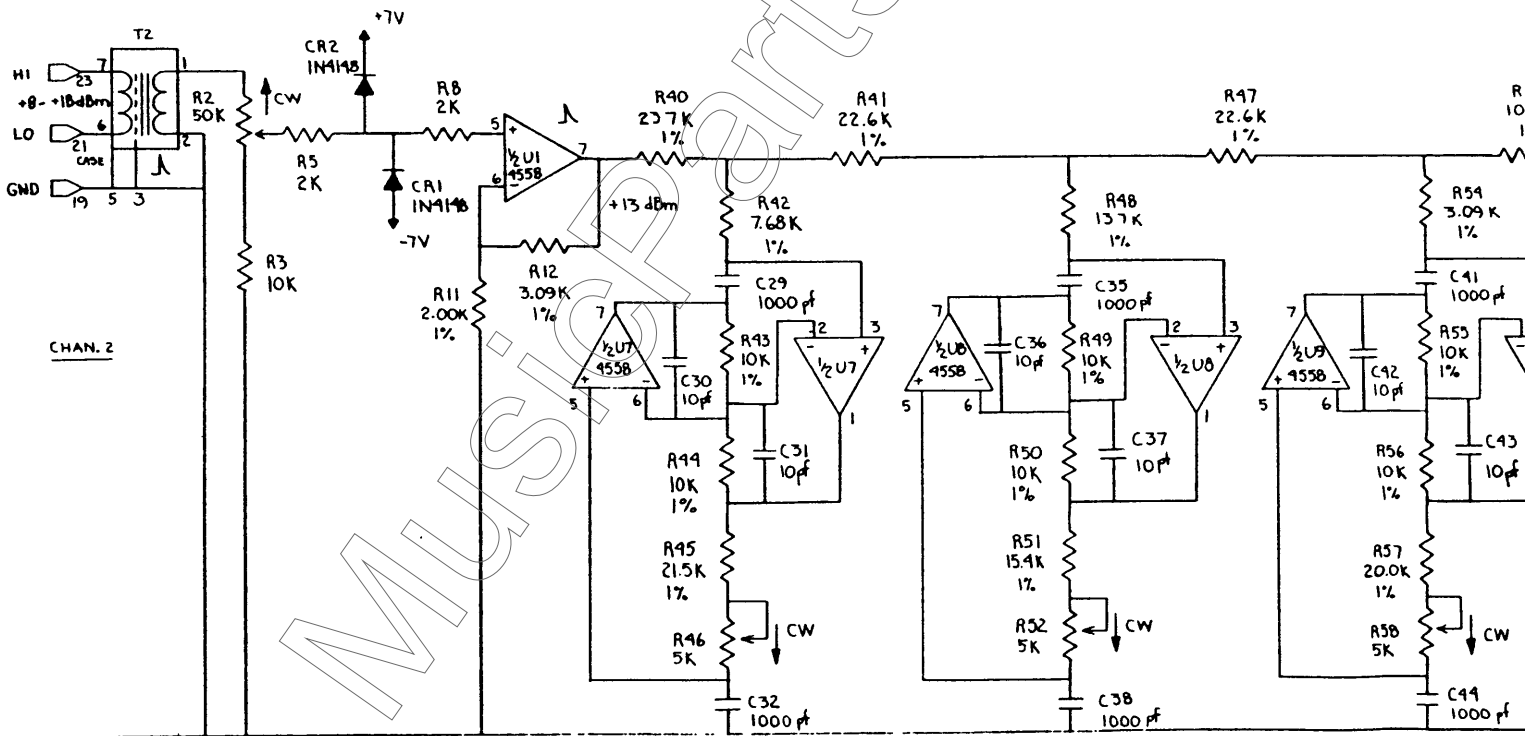 T2
HI
7
23
+8- +18dBm
LO
6
21
CASE
GND
19
5
3
1
2
R2
50K
CW
R3
10K
CHAN. 2
R5
2K
+7V
CR2
1N4148
CR1
1N4148
-7V
R8
2K
5
+
1/2 U1
4558
7
6
-
+13 dBm
R12
3.09K
1%
R11
2.00K
1%
R40
23.7K
1%
R41
22.6K
1%
R47
22.6K
1%
R
10
1
R42
7.68K
1%
C29
1000 pf
7
1/2 U7
4558
+
-
5
6
C30
10pf
R43
10K
1%
2
3
-
+
1/2 U7
1
C31
10pf
R44
10K
1%
R45
21.5K
1%
R46
5K
CW
C32
1000 pf
R48
13.7K
1%
C35
1000 pf
7
1/2 U8
4558
+
-
5
6
C36
10pf
R49
10K
1%
2
3
-
+
1/2 U8
1
C37
10pf
R50
10K
1%
R51
15.4K
1%
R52
5K
CW
C38
1000 pf
R54
3.09K
1%
C41
1000 pf
7
1/2 U9
4558
+
-
5
6
C42
10pf
R55
10K
1%
2
-
C43
10pf
R56
10K
1%
R57
20.0K
1%
R58
5K
CW
C44
1000 pf
MusicParts